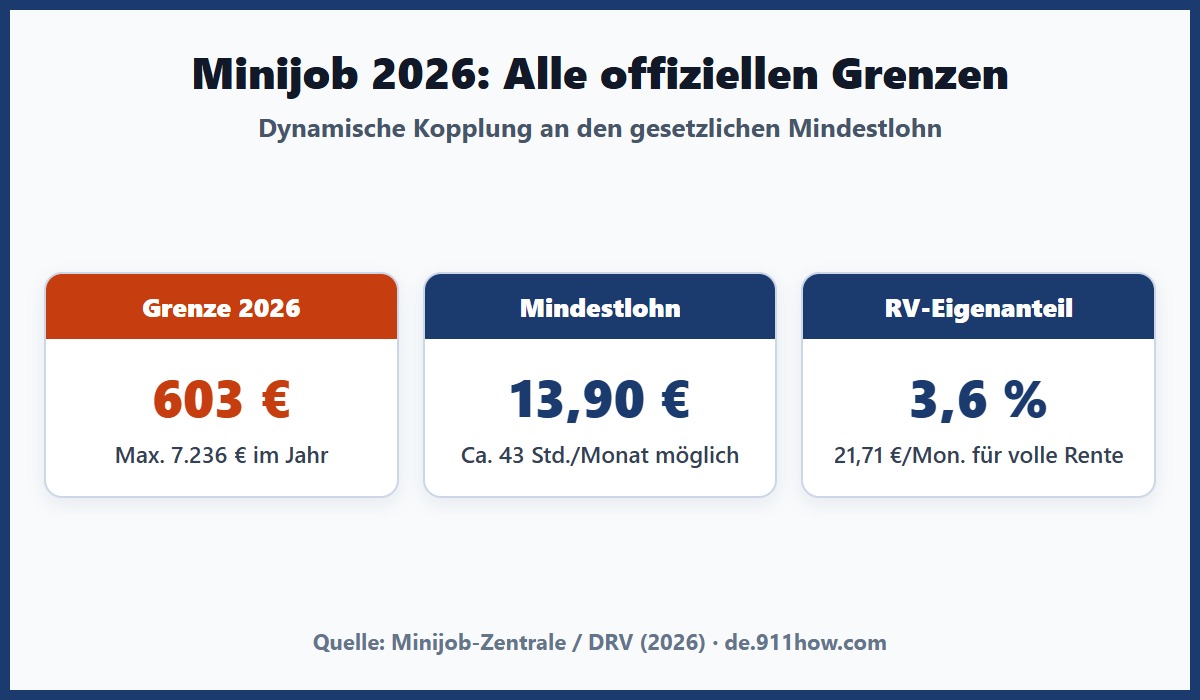 Minijob 2026: Alle offiziellen Grenzen
Dynamische Kopplung an den gesetzlichen Mindestlohn
Grenze 2026
603 €
Max. 7.236 € im Jahr
Mindestlohn
13,90 €
Ca. 43 Std./Monat möglich
RV-Eigenanteil
3,6 %
21,71 €/Mon. für volle Rente
Quelle: Minijob-Zentrale / DRV (2026) · de.911how.com